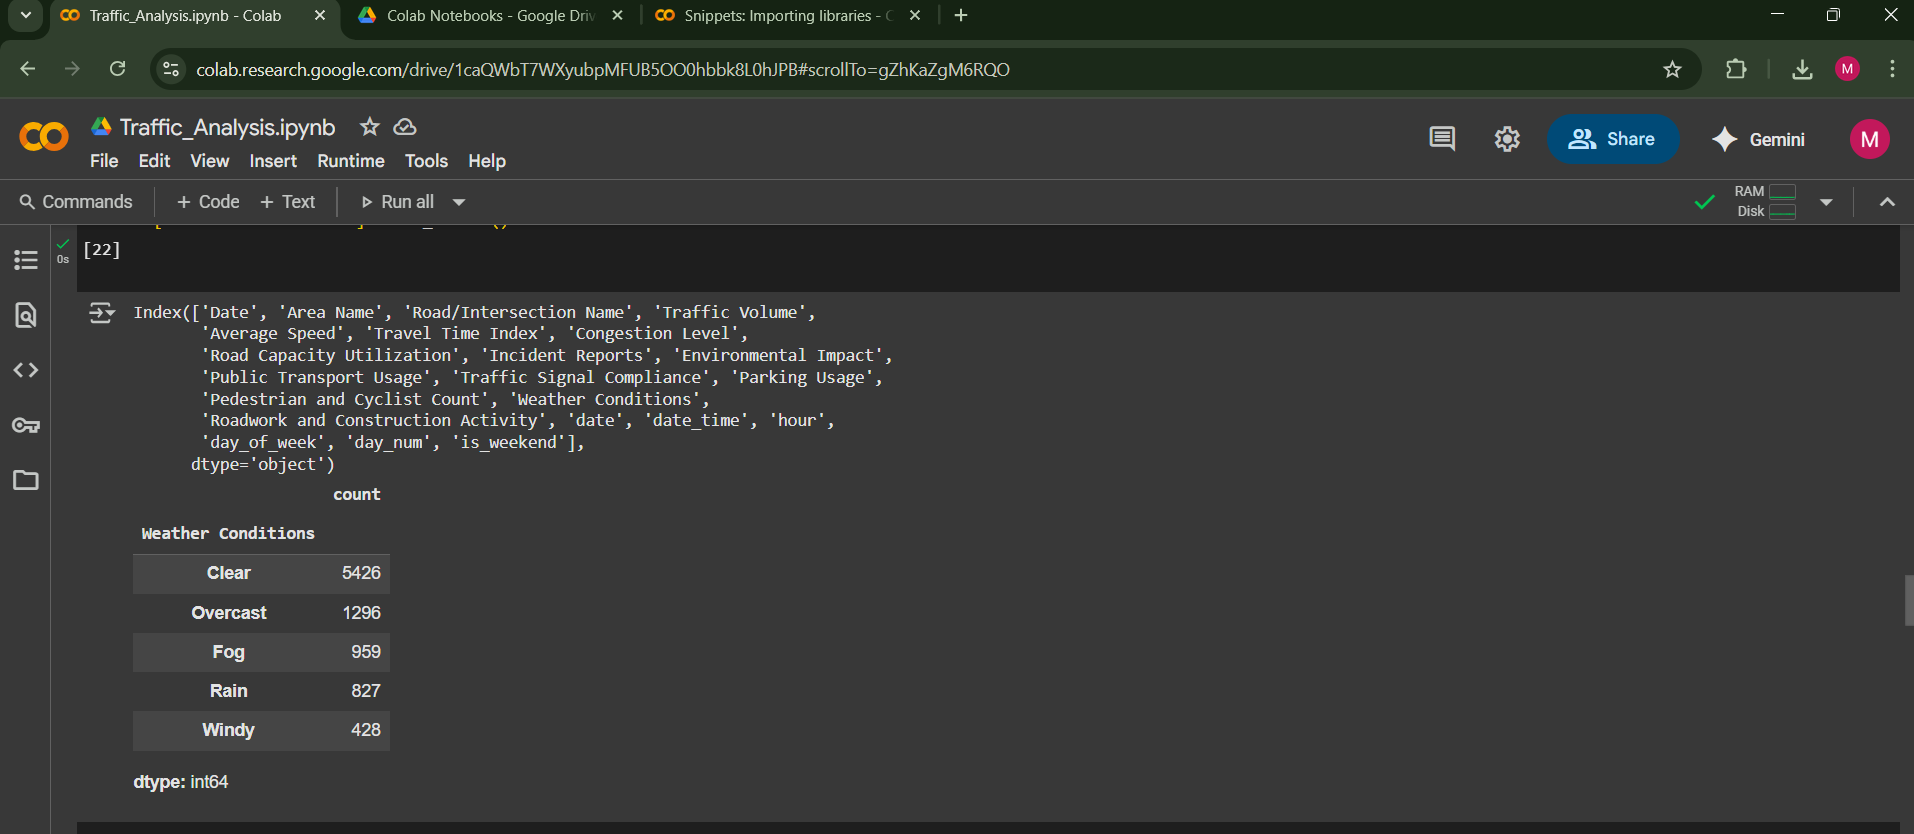 Traffic_Analysis.ipynb - Colab
Colab Notebooks - Google Driv
Snippets: Importing libraries - C
colab.research.google.com/drive/1caQWbT7WXyubpMFUB5OO0hbbk8L0hJPB#scrollTo=gZhKaZgM6RQO
M
Traffic_Analysis.ipynb
File Edit View Insert Runtime Tools Help
Share
Gemini
M
Commands
+ Code
+ Text
Run all
RAM
Disk
[22]
0s
Index(['Date', 'Area Name', 'Road/Intersection Name', 'Traffic Volume',
'Average Speed', 'Travel Time Index', 'Congestion Level',
'Road Capacity Utilization', 'Incident Reports', 'Environmental Impact',
'Public Transport Usage', 'Traffic Signal Compliance', 'Parking Usage',
'Pedestrian and Cyclist Count', 'Weather Conditions',
'Roadwork and Construction Activity', 'date', 'date_time', 'hour',
'day_of_week', 'day_num', 'is_weekend'],
dtype='object')
count
Weather Conditions
Clear 5426
Overcast 1296
Fog 959
Rain 827
Windy 428
dtype: int64